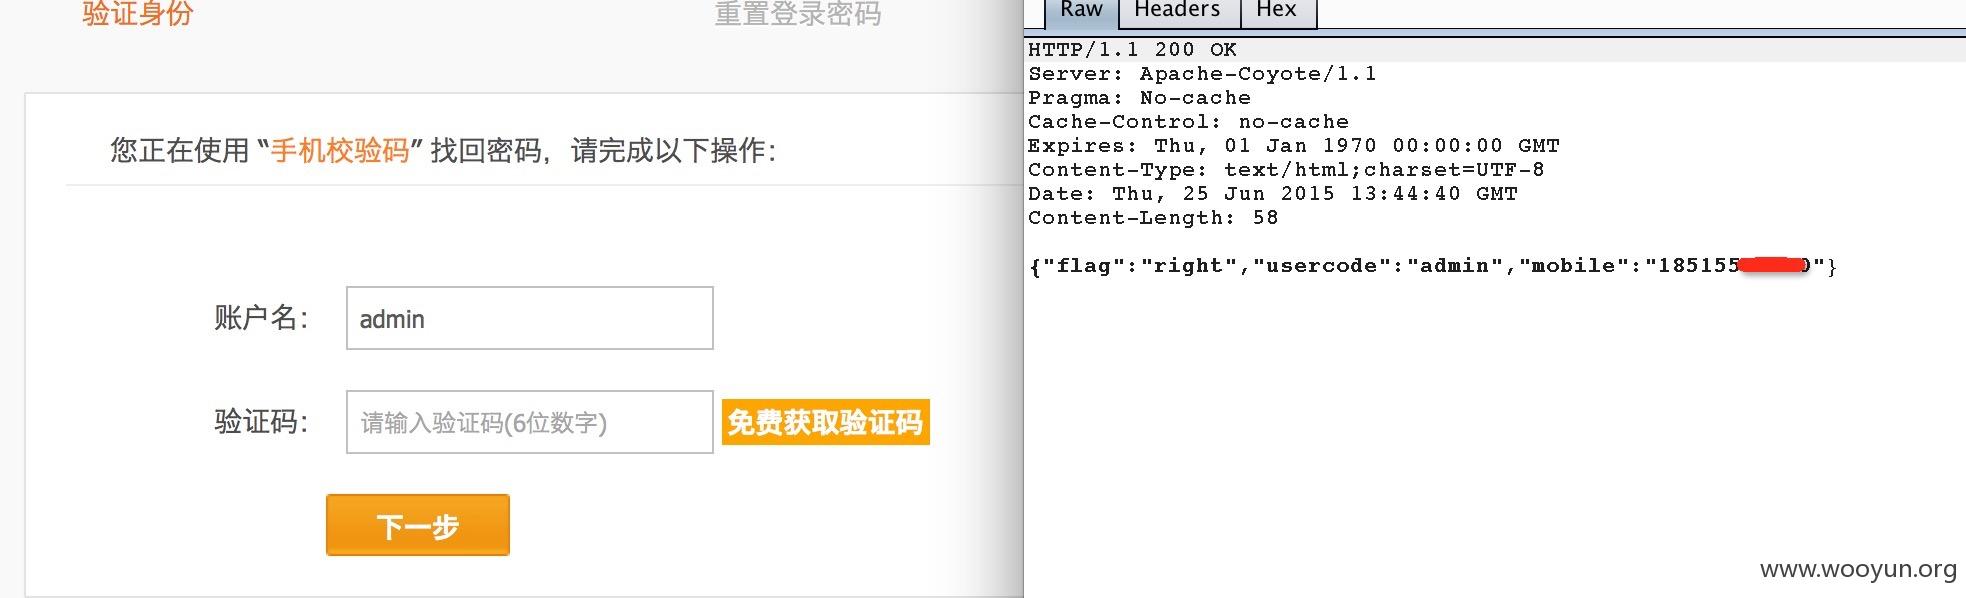 验证身份
重置登录密码
您正在使用“手机校验码”找回密码，请完成以下操作：
账户名：
admin
验证码：
请输入验证码(6位数字)
免费获取验证码
下一步
Raw
Headers
Hex
HTTP/1.1 200 OK
Server: Apache-Coyote/1.1
Pragma: No-cache
Cache-Control: no-cache
Expires: Thu, 01 Jan 1970 00:00:00 GMT
Content-Type: text/html;charset=UTF-8
Date: Thu, 25 Jun 2015 13:44:40 GMT
Content-Length: 58
{"flag":"right","usercode":"admin","mobile":"185155 0"}
www.wooyun.org